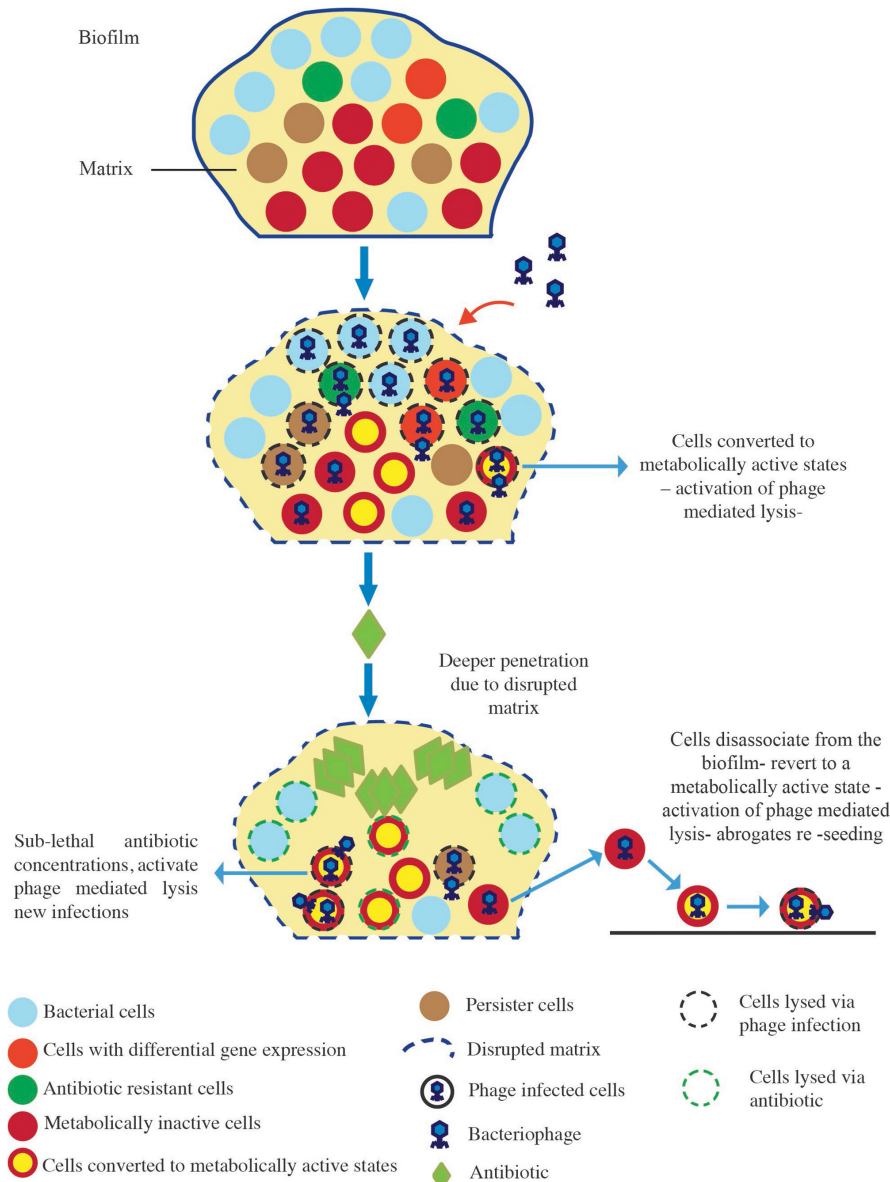 Biofilm
Matrix
Cells converted to
metabolically active states
– activation of phage
mediated lysis-
Deeper penetration
due to disrupted
matrix
Cells disassociate from the
biofilm- revert to a
metabolically active state -
activation of phage mediated
lysis- abrogates re -seeding
Sub-lethal antibiotic
concentrations, activate
phage mediated lysis
new infections
Bacterial cells
Cells with differential gene expression
Antibiotic resistant cells
Metabolically inactive cells
Cells converted to metabolically active states
Persister cells
Disrupted matrix
Phage infected cells
Bacteriophage
Antibiotic
Cells lysed via
phage infection
Cells lysed via
antibiotic